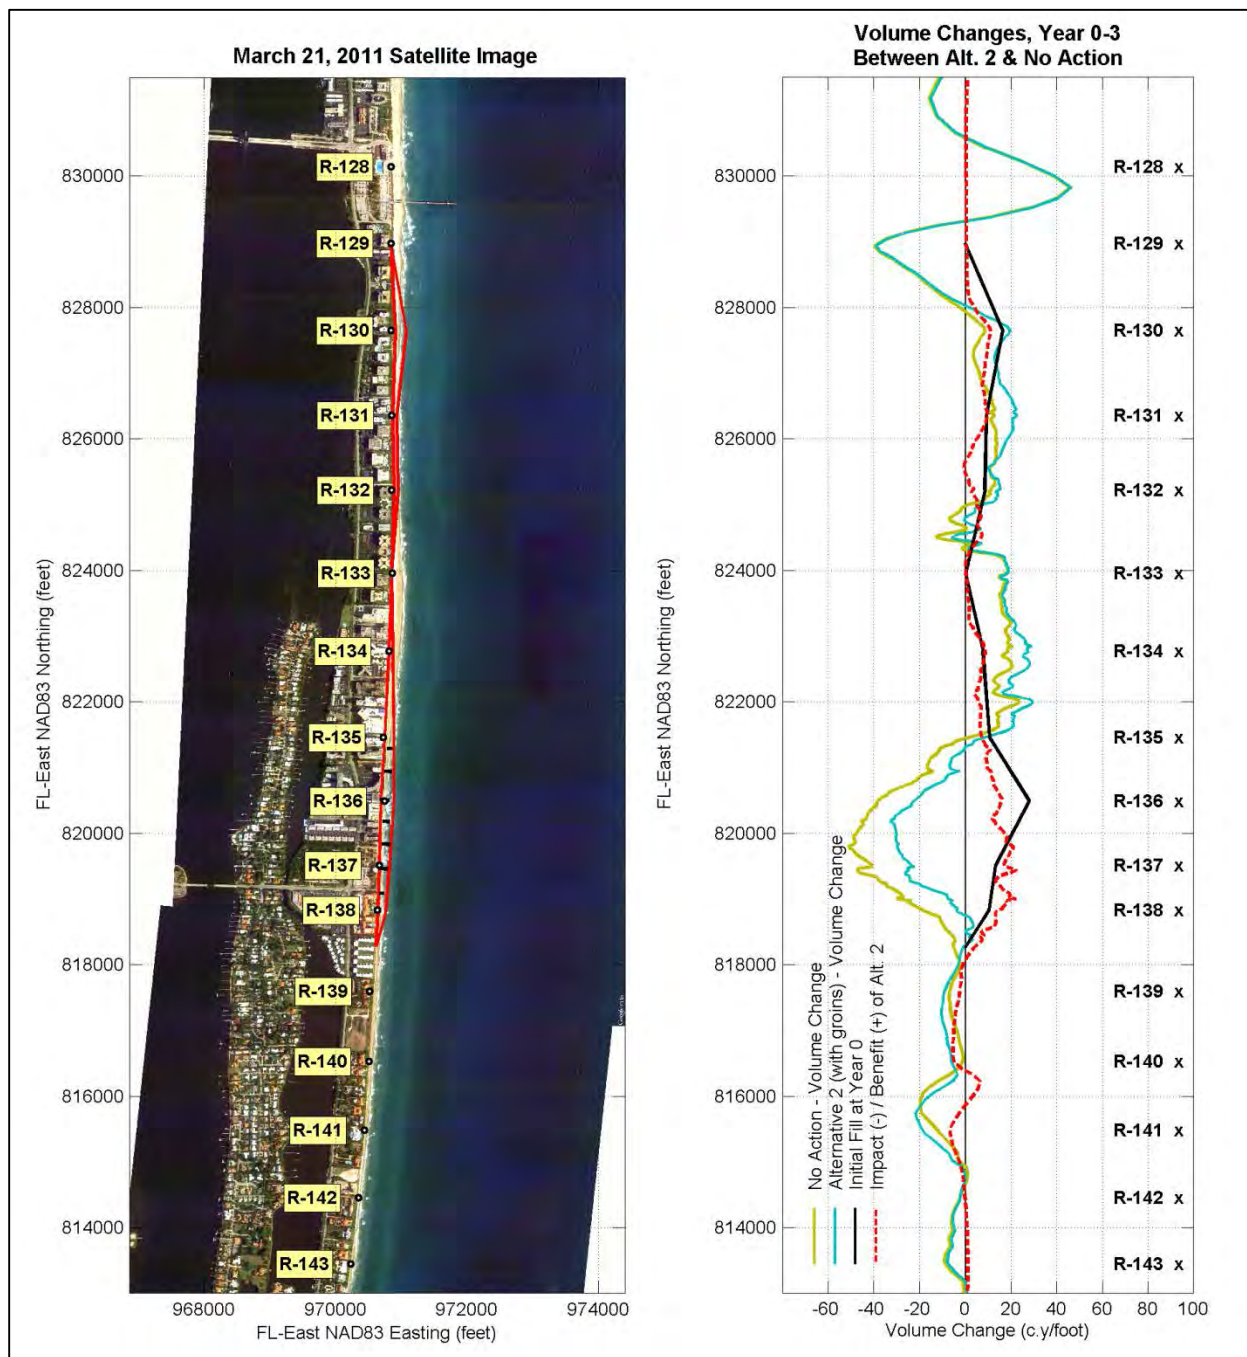 March 21, 2011 Satellite Image
830000
828000
826000
824000
822000
820000
818000
816000
814000
FL-East NAD83 Northing (feet)
R-128
R-129
R-130
R-131
R-132
R-133
R-134
R-135
R-136
R-137
R-138
R-139
R-140
R-141
R-142
R-143
968000
970000
972000
974000
FL-East NAD83 Easting (feet)
Volume Changes, Year 0-3
Between Alt. 2 & No Action
830000
828000
826000
824000
822000
820000
818000
816000
814000
FL-East NAD83 Northing (feet)
R-128 x
R-129 x
R-130 x
R-131 x
R-132 x
R-133 x
R-134 x
R-135 x
R-136 x
R-137 x
R-138 x
R-139 x
R-140 x
R-141 x
R-142 x
R-143 x
No Action - Volume Change
Alternative 2 (with groins) - Volume Change
Initial Fill at Year 0
Impact (-) / Benefit (+) of Alt. 2
-60
-40
-20
0
20
40
60
80
100
Volume Change (c.y/foot)